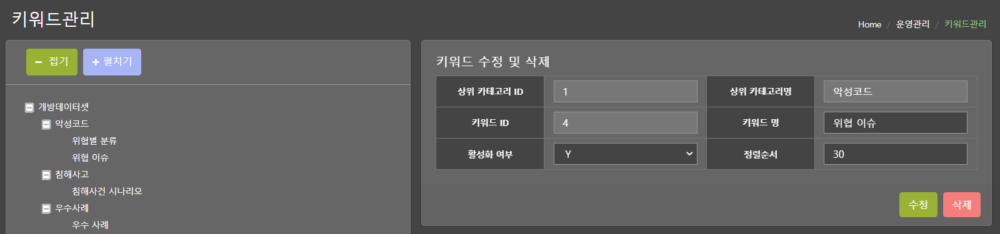 키워드관리
Home / 운영관리 / 키워드관리
접기 펼치기
개방데이터셋
악성코드
위협별 분류
위협 이슈
침해사고
침해사건 시나리오
우수사례
우수 사례
키워드 수정 및 삭제
상위 카테고리 ID 1 상위 카테고리명 악성코드
키워드 ID 4 키워드 명 위협 이슈
활성화 여부 Y 정렬순서 30
수정 삭제